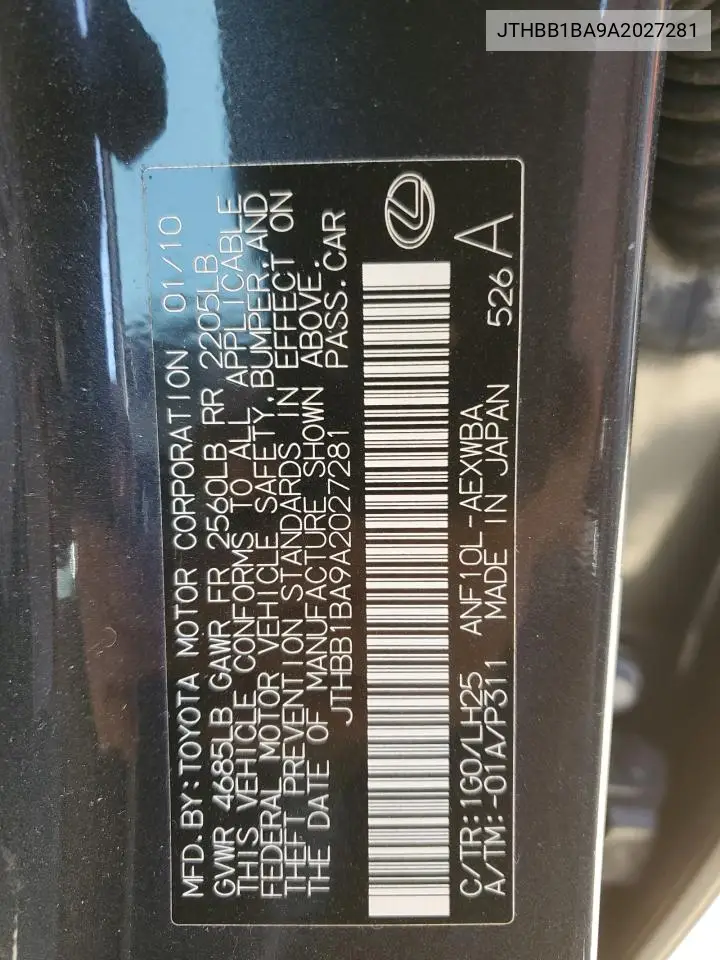 JTHBB1BA9A2027281
MFD.BY:TOYOTA MOTOR CORPORATION 01/10
GVWR 4685LB GAWR FR 2560LB RR 2205LB
THIS VEHICLE CONFORMS TO ALL APPLICABLE
FEDERAL MOTOR VEHICLE SAFETY,BUMPER,AND
THEFT PREVENTION STANDARDS IN EFFECT ON
THE DATE OF MANUFACTURE SHOWN ABOVE.
JTHBB1BA9A2027281 PASS.CAR
C/TR:1G0/LH25 ANF10L-AEXWBA
A/TM:-01A/P311 MADE IN JAPAN 526 A